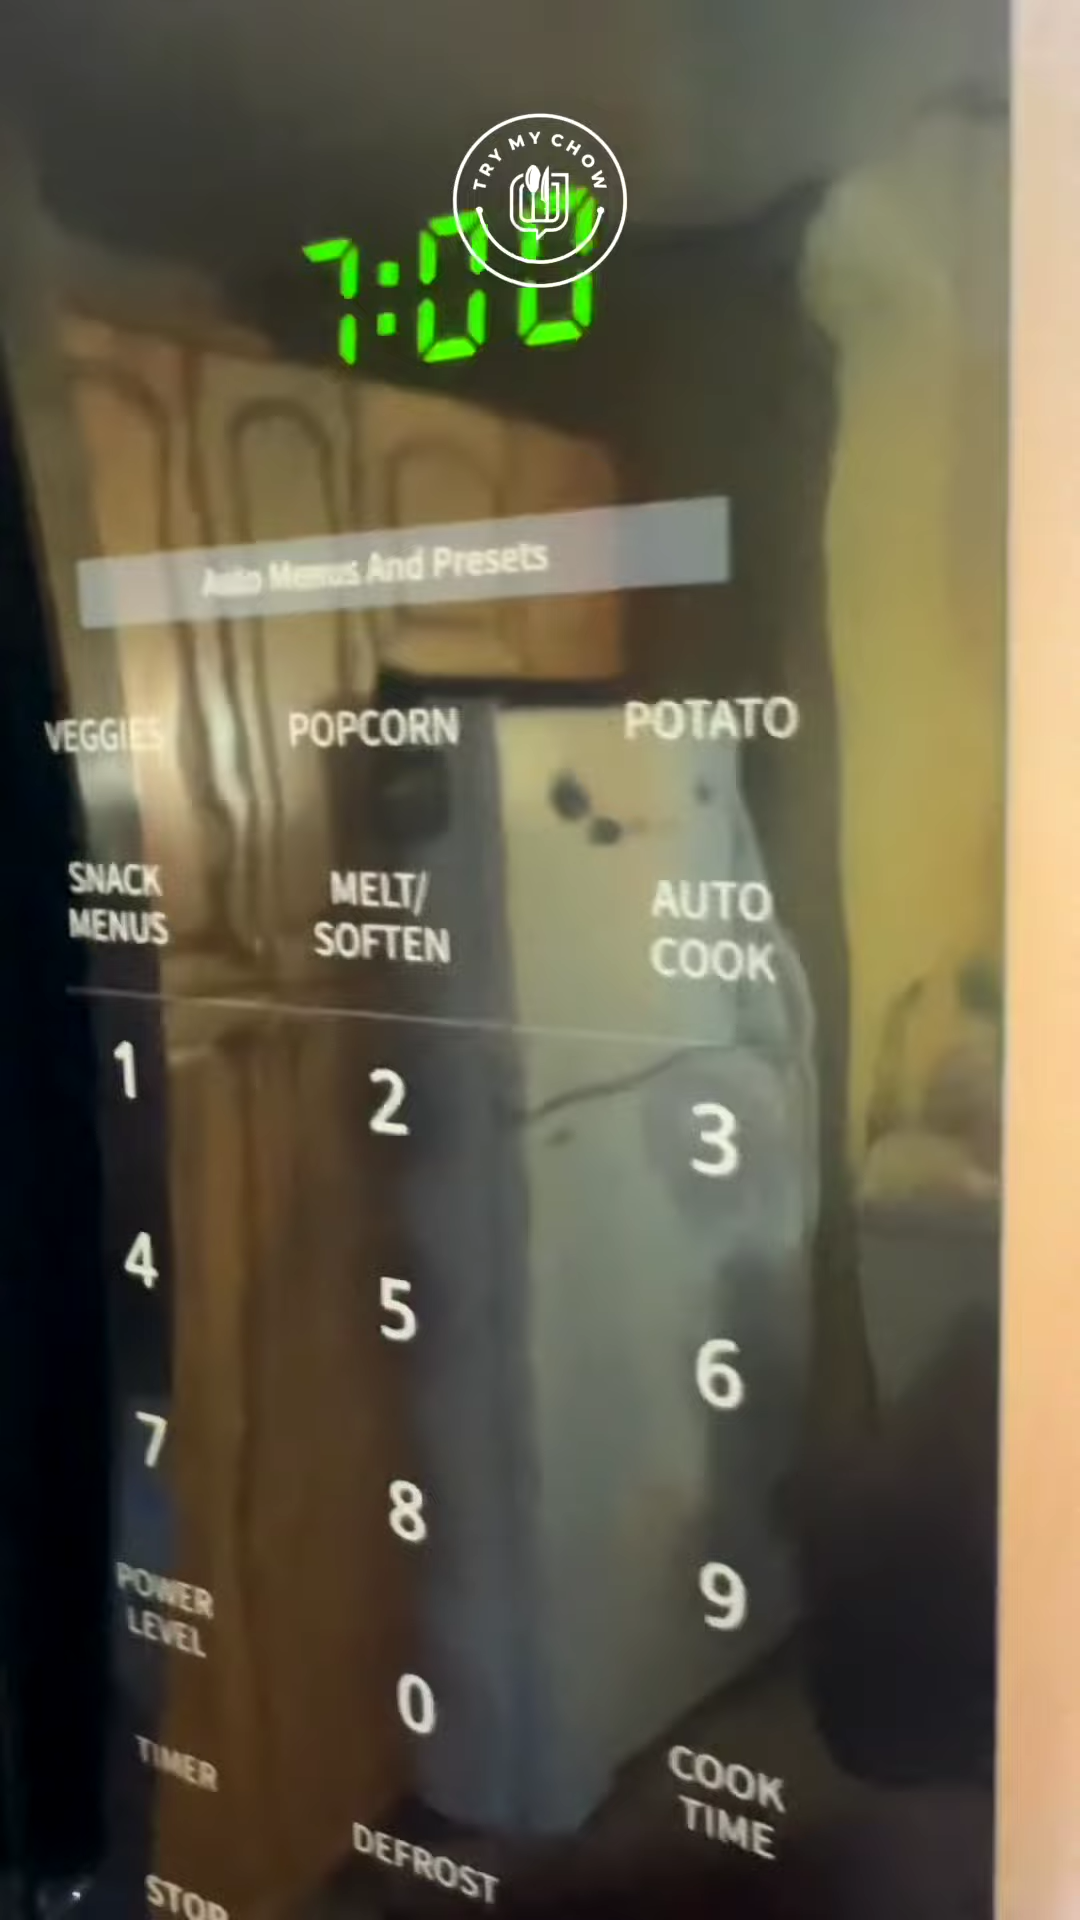 TRY MY CHOW
7:00
Auto Menus And Presets
VEGGIES POPCORN POTATO
SNACK
MENUS
MELT/
SOFTEN
AUTO
COOK
1 2 3
4 5 6
7 8 9
POWER
LEVEL
0
TIMER
COOK
TIME
DEFROST
STOP